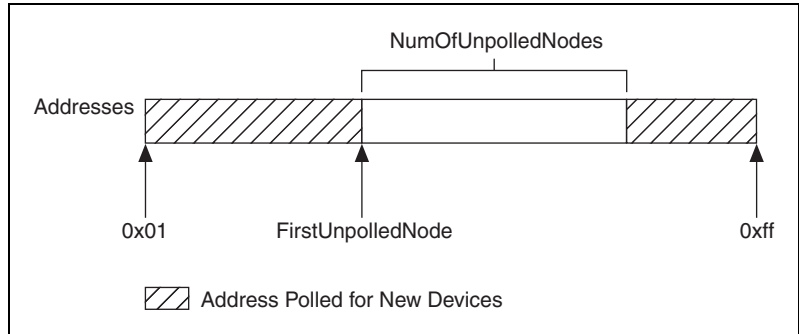 NumOfUnpolledNodes
Addresses
0x01
FirstUnpolledNode
0xff
Address Polled for New Devices